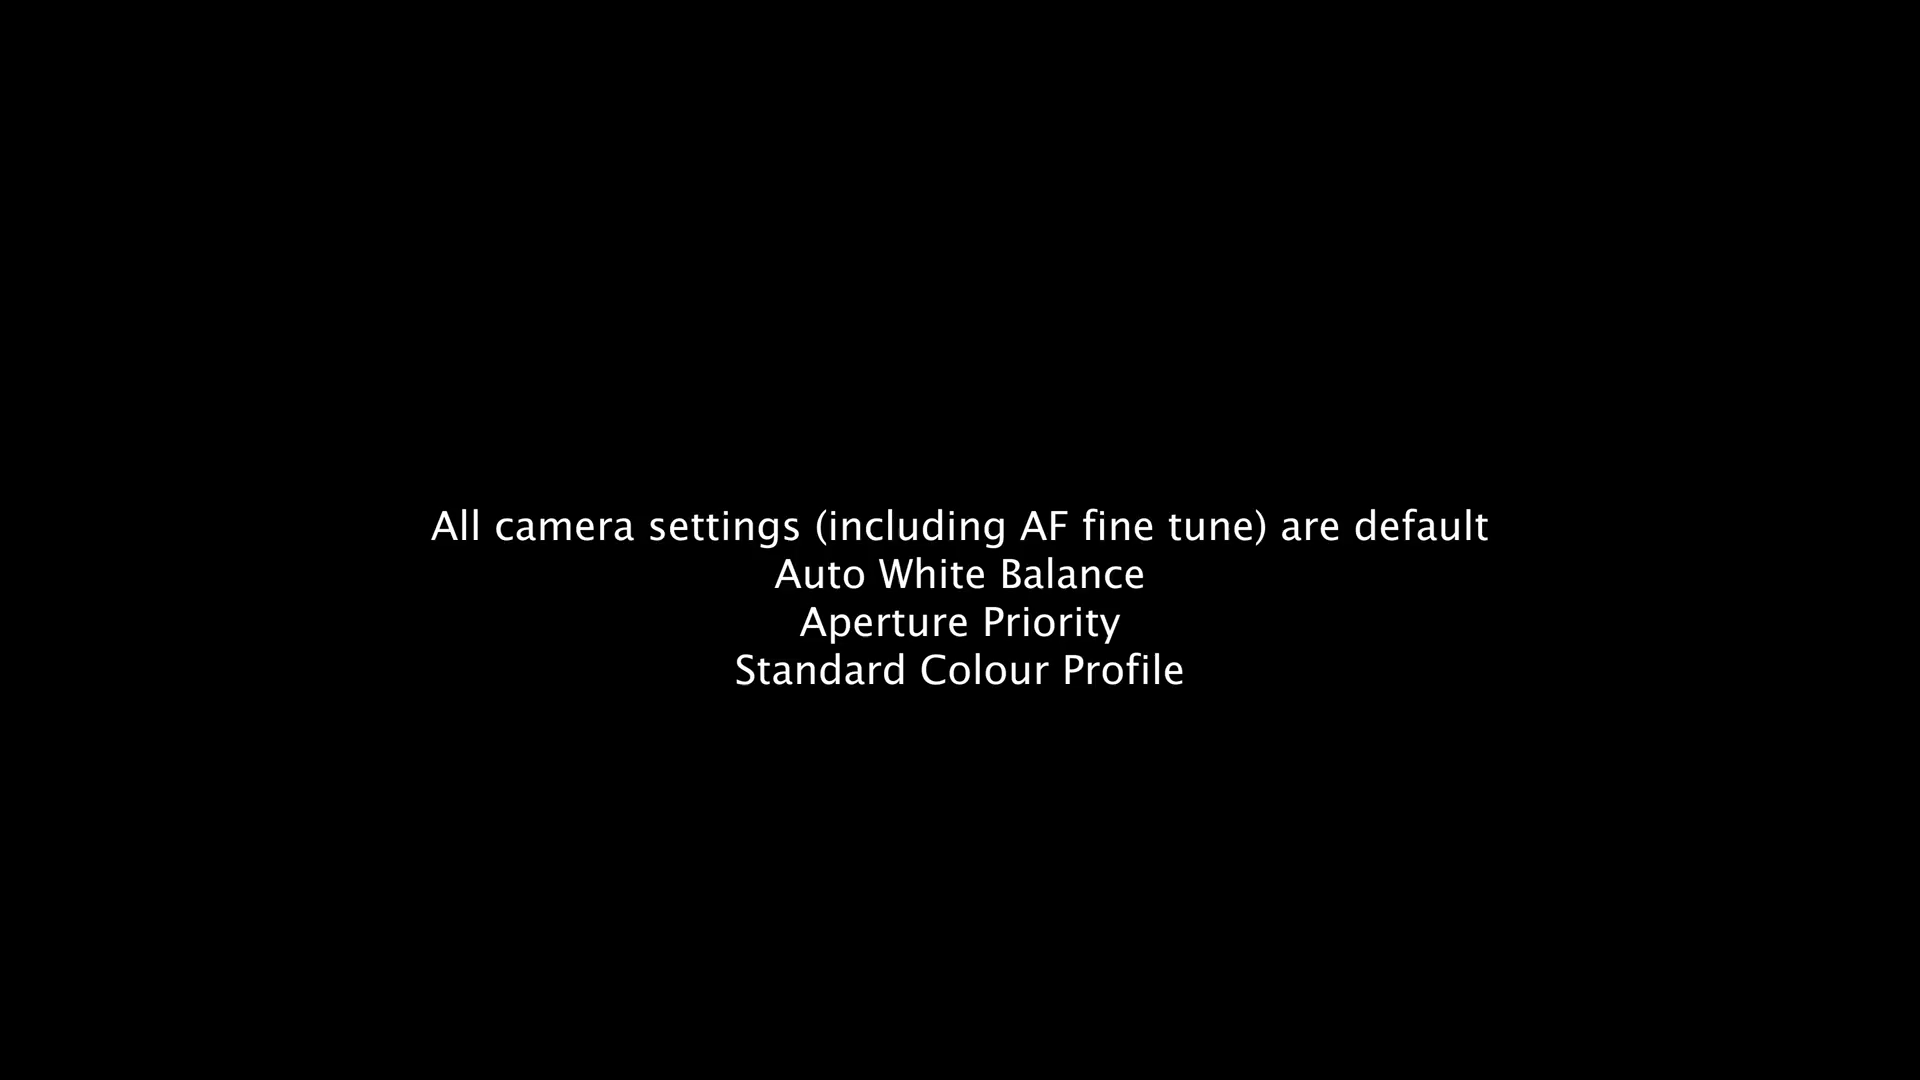 All camera settings (including AF fine tune) are default
Auto White Balance
Aperture Priority
Standard Colour Profile